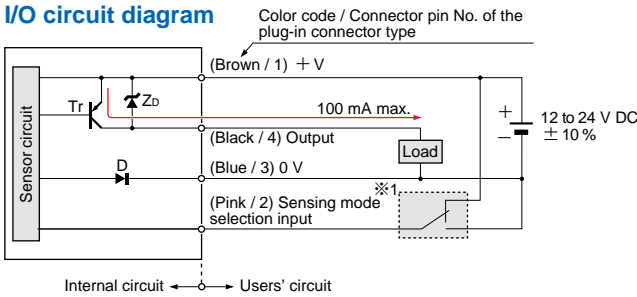 I/O circuit diagram
Color code / Connector pin No. of the
plug-in connector type
(Brown / 1) +V
Tr
ZD
100 mA max.
(Black / 4) Output
Load
+
−
12 to 24 V DC
±10 %
Sensor circuit
D
(Blue / 3) 0 V
※1
(Pink / 2) Sensing mode
selection input
Internal circuit
Users' circuit